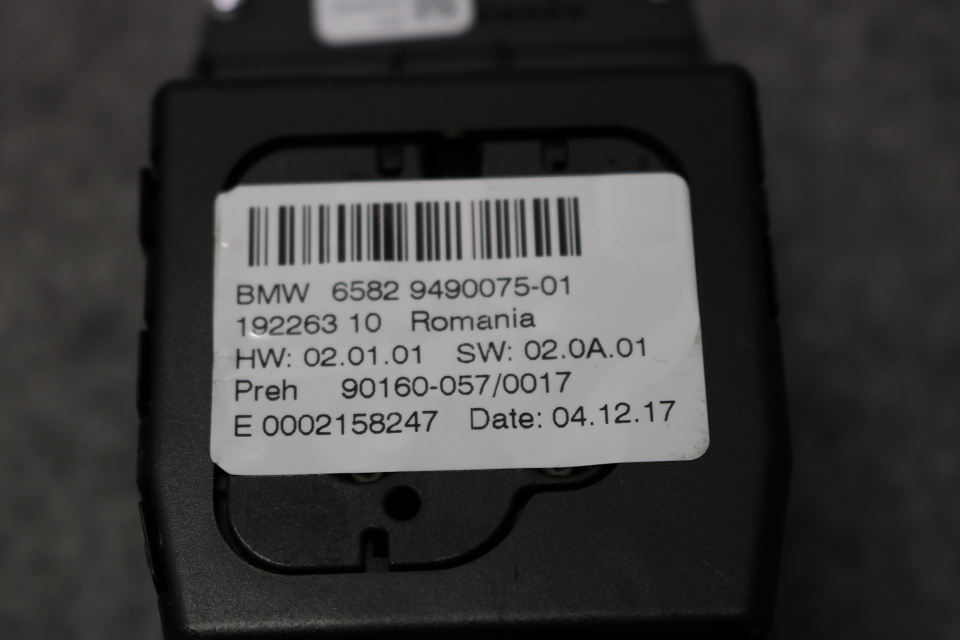 BMW 6582 9490075-01
192263 10 Romania
HW: 02.01.01 SW: 02.0A.01
Preh 90160-057/0017
E 0002158247 Date: 04.12.17